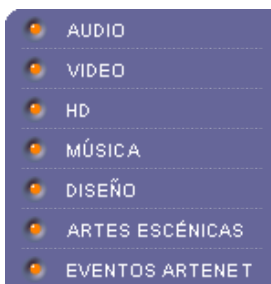 AUDIO
VIDEO
HD
MÚSICA
DISEÑO
ARTES ESCÉNICAS
EVENTOS ARTENET